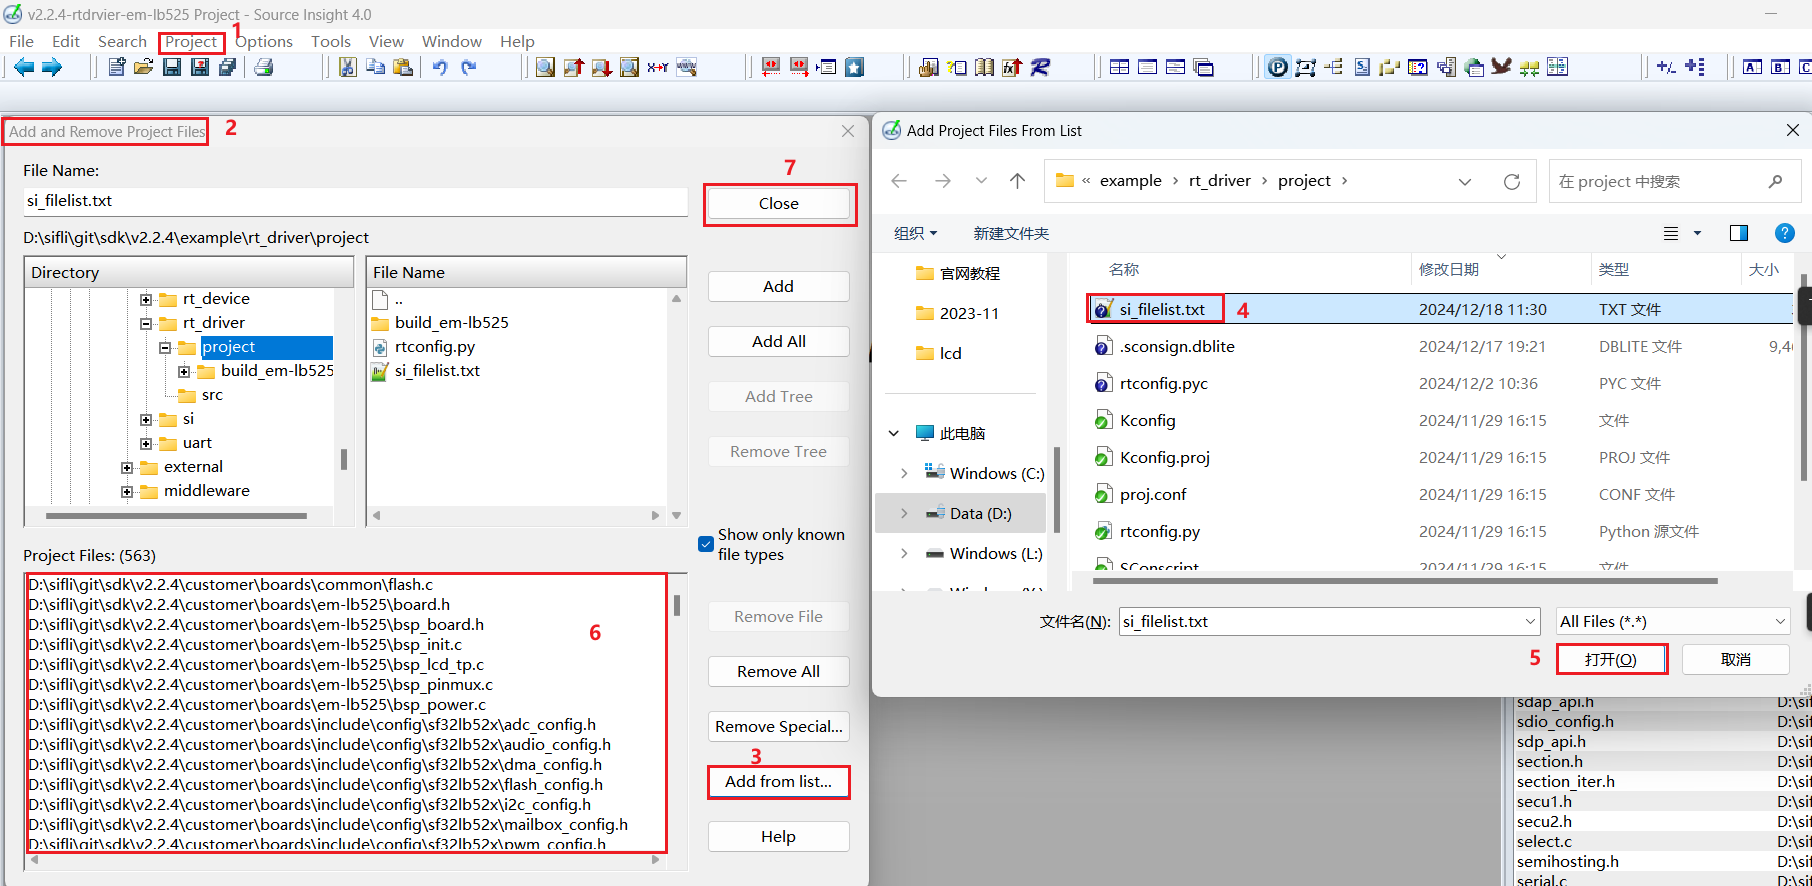 v2.2.4-rtdrvier-em-lb525 Project - Source Insight 4.0
1
File Edit Search Project Options Tools View Window Help
Add and Remove Project Files
2
File Name:
si_filelist.txt
D:\sifli\git\sdk\v2.2.4\example\rt_driver\project
Directory
rt_device
rt_driver
project
build_em-lb525
src
si
uart
external
middleware
File Name
..
build_em-lb525
rtconfig.py
si_filelist.txt
7
Close
Add
Add All
Add Tree
Remove Tree
Show only known
file types
Remove File
Remove All
Remove Special...
3
Add from list...
Help
Project Files: (563)
D:\sifli\git\sdk\v2.2.4\customer\boards\common\flash.c
D:\sifli\git\sdk\v2.2.4\customer\boards\em-lb525\board.h
D:\sifli\git\sdk\v2.2.4\customer\boards\em-lb525\bsp_board.h
D:\sifli\git\sdk\v2.2.4\customer\boards\em-lb525\bsp_init.c
D:\sifli\git\sdk\v2.2.4\customer\boards\em-lb525\bsp_lcd_tp.c
D:\sifli\git\sdk\v2.2.4\customer\boards\em-lb525\bsp_pinmux.c
D:\sifli\git\sdk\v2.2.4\customer\boards\em-lb525\bsp_power.c
D:\sifli\git\sdk\v2.2.4\customer\boards\include\config\sf32lb52x\adc_config.h
D:\sifli\git\sdk\v2.2.4\customer\boards\include\config\sf32lb52x\audio_config.h
D:\sifli\git\sdk\v2.2.4\customer\boards\include\config\sf32lb52x\dma_config.h
D:\sifli\git\sdk\v2.2.4\customer\boards\include\config\sf32lb52x\flash_config.h
D:\sifli\git\sdk\v2.2.4\customer\boards\include\config\sf32lb52x\i2c_config.h
D:\sifli\git\sdk\v2.2.4\customer\boards\include\config\sf32lb52x\mailbox_config.h
D:\sifli\git\sdk\v2.2.4\customer\boards\include\config\sf32lb52x\pwm_config.h
6
Add Project Files From List
« example › rt_driver › project ›
在 project 中搜索
组织 新建文件夹
官网教程
2023-11
lcd
此电脑
Windows (C:)
Data (D:)
Windows (L:)
名称 修改日期 类型 大小
si_filelist.txt 4 2024/12/18 11:30 TXT 文件
.sconsign.dblite 2024/12/17 19:21 DBLITE 文件 9,4
rtconfig.pyc 2024/12/2 10:36 PYC 文件
Kconfig 2024/11/29 16:15 文件
Kconfig.proj 2024/11/29 16:15 PROJ 文件
proj.conf 2024/11/29 16:15 CONF 文件
rtconfig.py 2024/11/29 16:15 Python 源文件
SConscript 2024/11/29 16:15 文件
文件名(N): si_filelist.txt All Files (*.*)
5
打开(O) 取消
sdap_api.h D:\sif
sdio_config.h D:\sif
sdp_api.h D:\sif
section.h D:\sif
section_iter.h D:\sif
secu1.h D:\sif
secu2.h D:\sif
select.c D:\sif
semihosting.h D:\sif
serial.c D:\sif